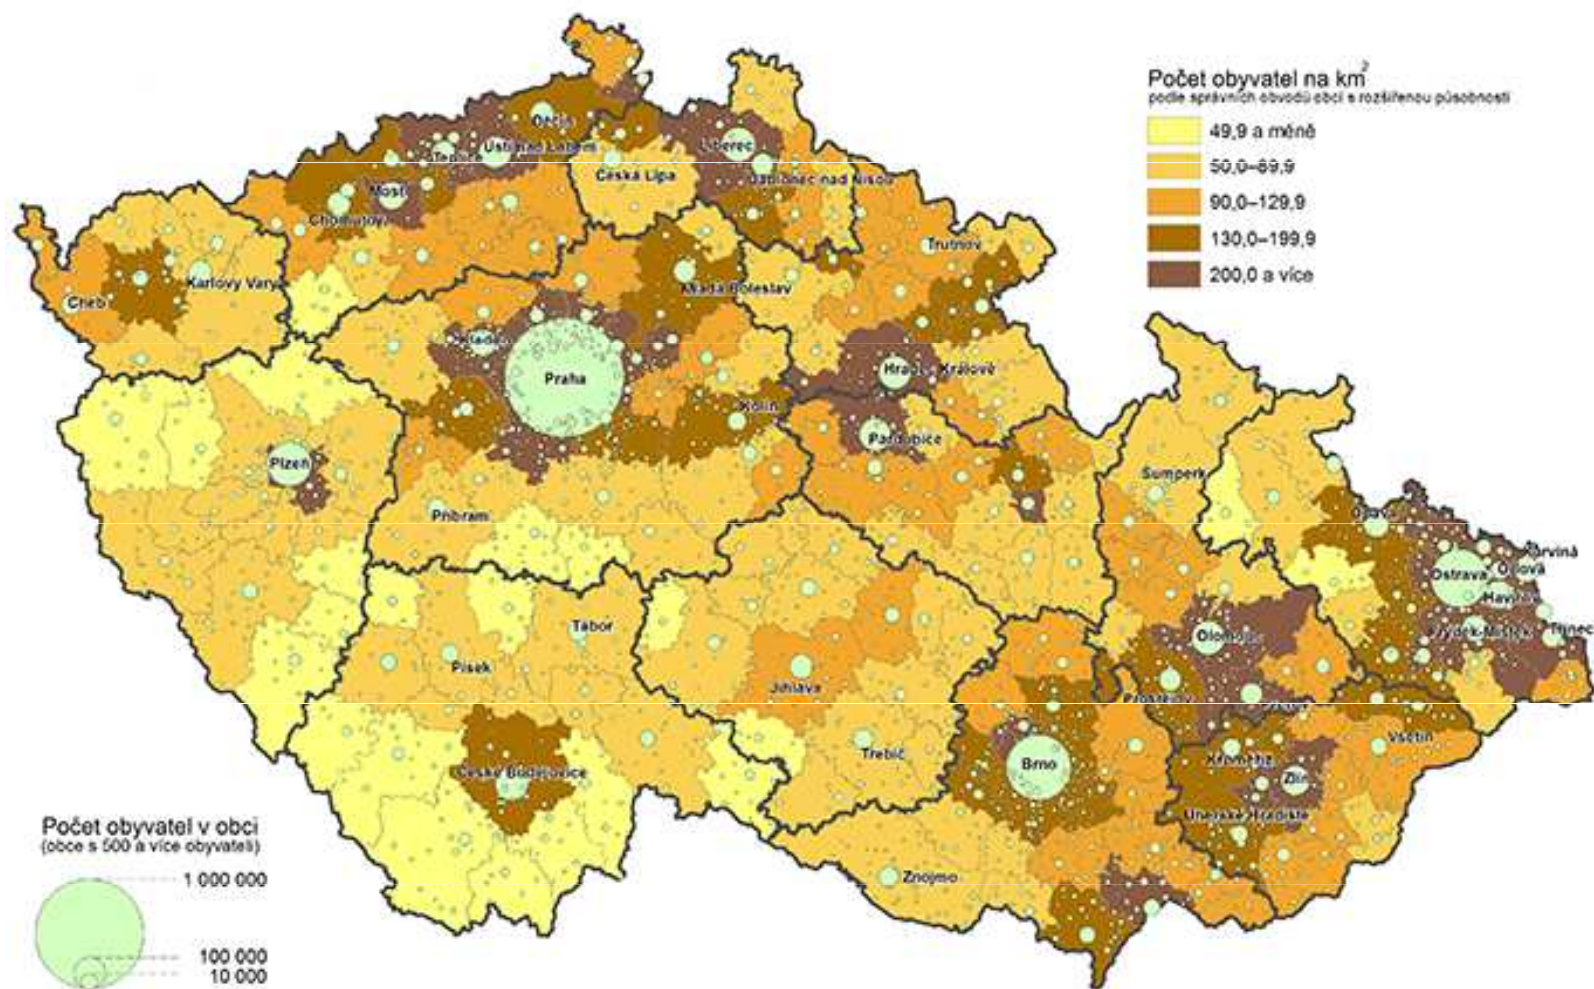 Počet obyvatel na km²
podle správních obvodů obcí s rozšířenou působností
49,9 a méně
50,0–89,9
90,0–129,9
130,0–199,9
200,0 a více
Děčín
Ústí nad Labem
Teplice
Liberec
Česká Lípa
Jablonec nad Nisou
Most
Chomutov
Trutnov
Karlovy Vary
Cheb
Mladá Boleslav
Kladno
Praha
Hradec Králové
Kolín
Pardubice
Plzeň
Šumperk
Příbram
Opava
Karviná
Orlová
Ostrava
Havířov
Tábor
Olomouc
Frýdek-Místek
Třinec
Písek
Jihlava
Prostějov
Přerov
Třebíč
Vsetín
Brno
Kroměříž
Zlín
České Budějovice
Uherské Hradiště
Znojmo
Počet obyvatel v obci
(obce s 500 a více obyvateli)
1 000 000
100 000
10 000